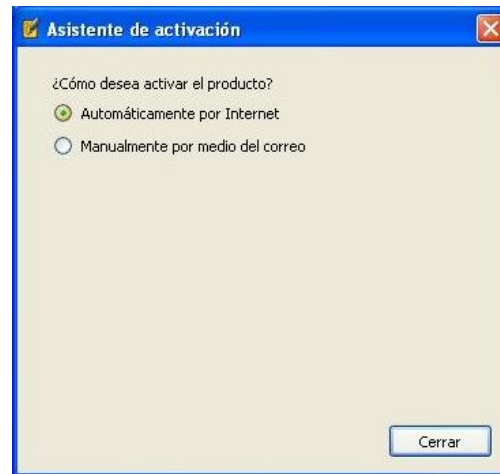 Asistente de activación
¿Cómo desea activar el producto?
Automáticamente por Internet
Manualmente por medio del correo
Cerrar